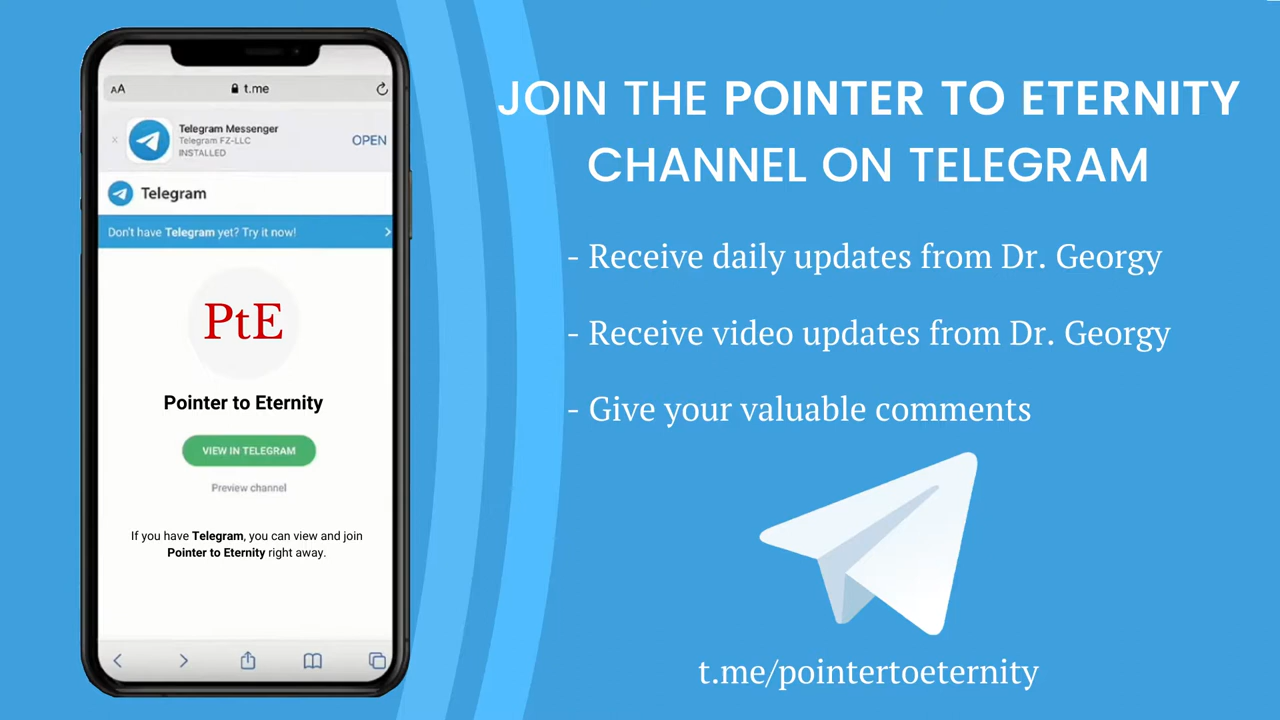 AA t.me
x Telegram Messenger
Telegram FZ-LLC
INSTALLED
OPEN
Telegram
Don't have Telegram yet? Try it now!
PtE
Pointer to Eternity
VIEW IN TELEGRAM
Preview channel
If you have Telegram, you can view and join
Pointer to Eternity right away.
JOIN THE POINTER TO ETERNITY
CHANNEL ON TELEGRAM
- Receive daily updates from Dr. Georgy
- Receive video updates from Dr. Georgy
- Give your valuable comments
t.me/pointertoeternity